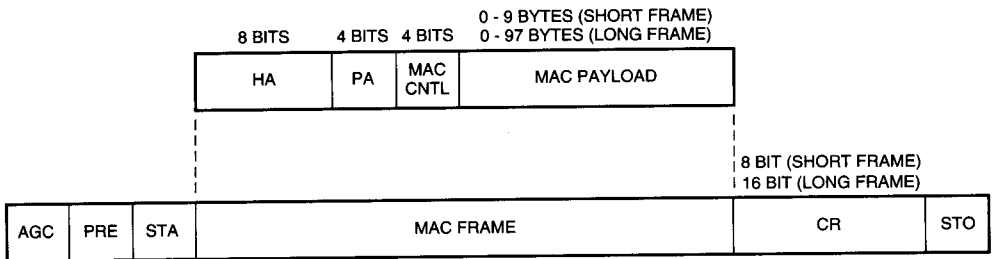 0 - 9 BYTES (SHORT FRAME)
8 BITS 4 BITS 4 BITS 0 - 97 BYTES (LONG FRAME)
HA PA MAC CNTL MAC PAYLOAD
8 BIT (SHORT FRAME)
16 BIT (LONG FRAME)
AGC PRE STA MAC FRAME CR STO